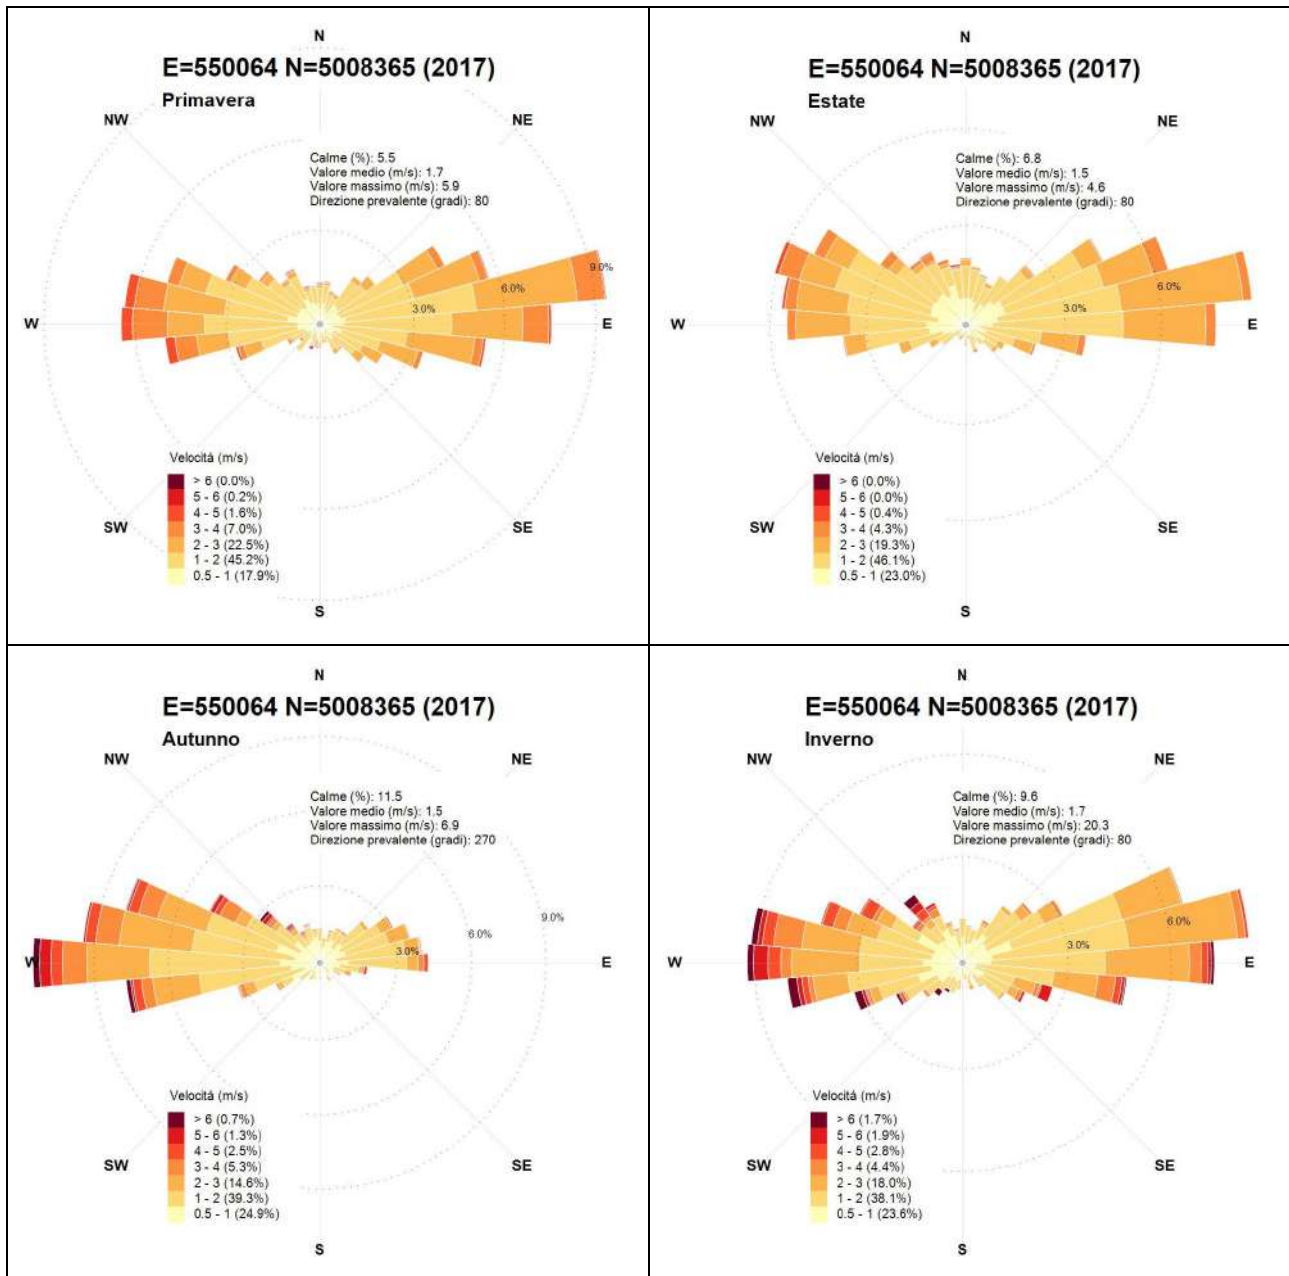 N
E=550064 N=5008365 (2017)
Primavera
NW
NE
Calme (%): 5.5
Valore medio (m/s): 1.7
Valore massimo (m/s): 5.9
Direzione prevalente (gradi): 80
9.0%
6.0%
3.0%
W
E
Velocità (m/s)
> 6 (0.0%)
5 - 6 (0.2%)
4 - 5 (1.6%)
3 - 4 (7.0%)
2 - 3 (22.5%)
1 - 2 (45.2%)
0.5 - 1 (17.9%)
SW
SE
S
N
E=550064 N=5008365 (2017)
Estate
NW
NE
Calme (%): 6.8
Valore medio (m/s): 1.5
Valore massimo (m/s): 4.6
Direzione prevalente (gradi): 80
6.0%
3.0%
W
E
Velocità (m/s)
> 6 (0.0%)
5 - 6 (0.0%)
4 - 5 (0.4%)
3 - 4 (4.3%)
2 - 3 (19.3%)
1 - 2 (46.1%)
0.5 - 1 (23.0%)
SW
SE
S
N
E=550064 N=5008365 (2017)
Autunno
NW
NE
Calme (%): 11.5
Valore medio (m/s): 1.5
Valore massimo (m/s): 6.9
Direzione prevalente (gradi): 270
9.0%
6.0%
3.0%
W
E
Velocità (m/s)
> 6 (0.7%)
5 - 6 (1.3%)
4 - 5 (2.5%)
3 - 4 (5.3%)
2 - 3 (14.6%)
1 - 2 (39.3%)
0.5 - 1 (24.9%)
SW
SE
S
N
E=550064 N=5008365 (2017)
Inverno
NW
NE
Calme (%): 9.6
Valore medio (m/s): 1.7
Valore massimo (m/s): 20.3
Direzione prevalente (gradi): 80
6.0%
3.0%
W
E
Velocità (m/s)
> 6 (1.7%)
5 - 6 (1.9%)
4 - 5 (2.8%)
3 - 4 (4.4%)
2 - 3 (18.0%)
1 - 2 (38.1%)
0.5 - 1 (23.6%)
SW
SE
S